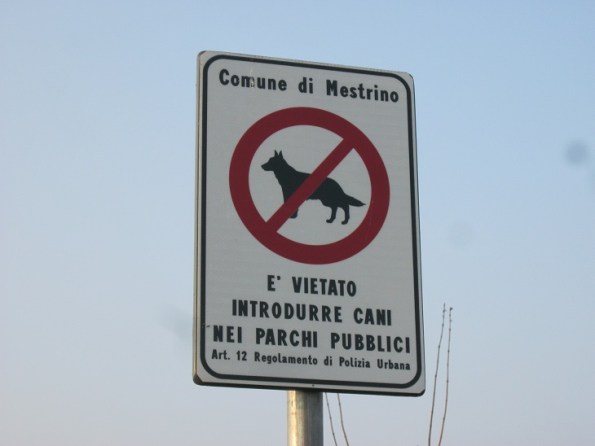 Comune di Mestrino
E' VIETATO
INTRODURRE CANI
NEI PARCHI PUBBLICI
Art. 12 Regolamento di Polizia Urbana